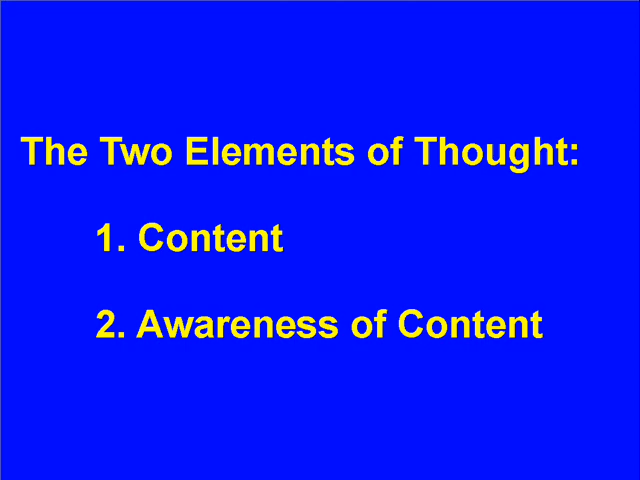 The Two Elements of Thought:
1. Content
2. Awareness of Content